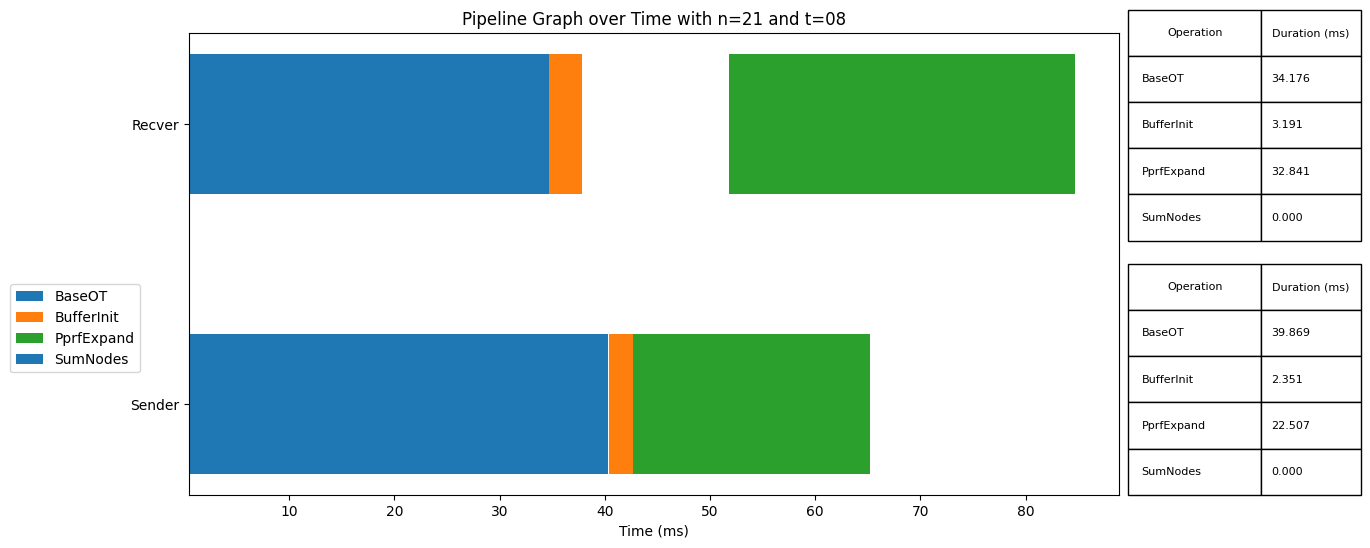 Pipeline Graph over Time with n=21 and t=08
Recver
Sender
BaseOT
BufferInit
PprfExpand
SumNodes
10 20 30 40 50 60 70 80
Time (ms)
Operation Duration (ms)
BaseOT 34.176
BufferInit 3.191
PprfExpand 32.841
SumNodes 0.000
Operation Duration (ms)
BaseOT 39.869
BufferInit 2.351
PprfExpand 22.507
SumNodes 0.000